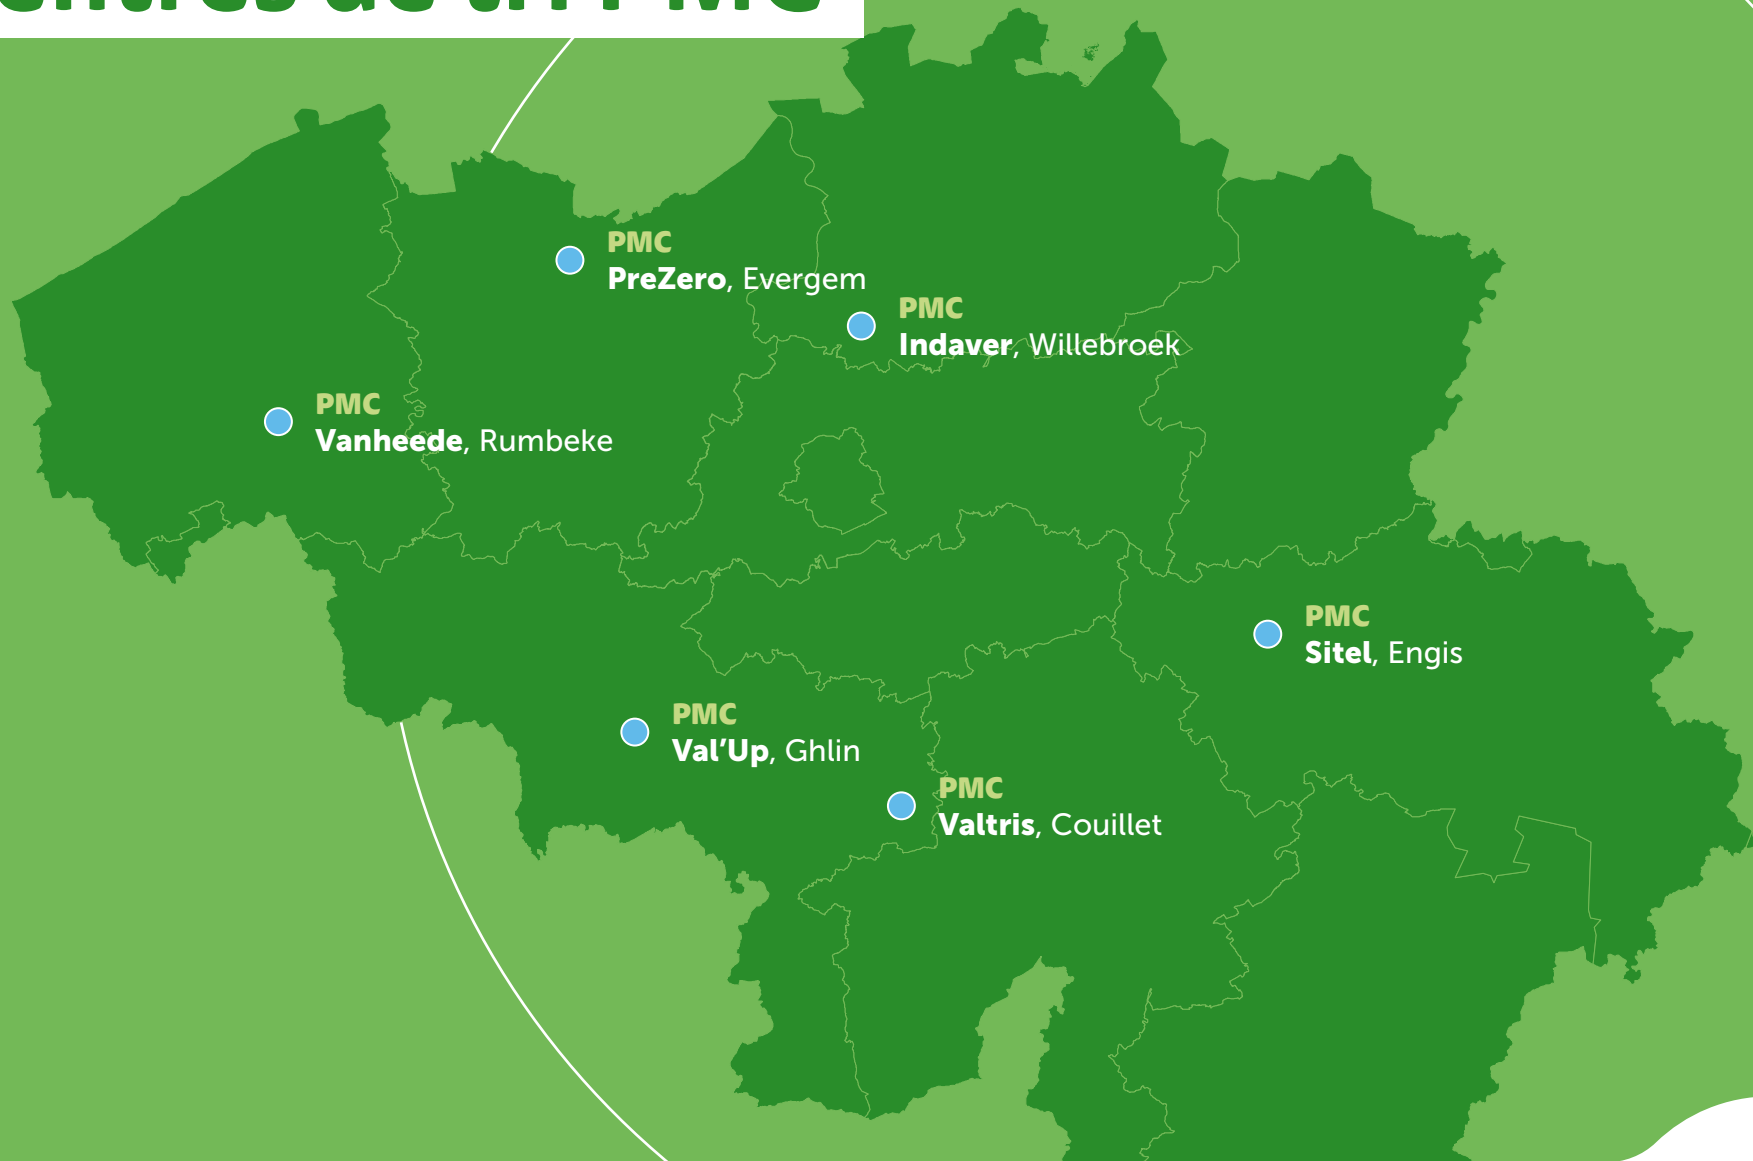 PMC
PreZero, Evergem
PMC
Indaver, Willebroek
PMC
Vanheede, Rumbeke
PMC
Sitel, Engis
PMC
Val’Up, Ghlin
PMC
Valtris, Couillet